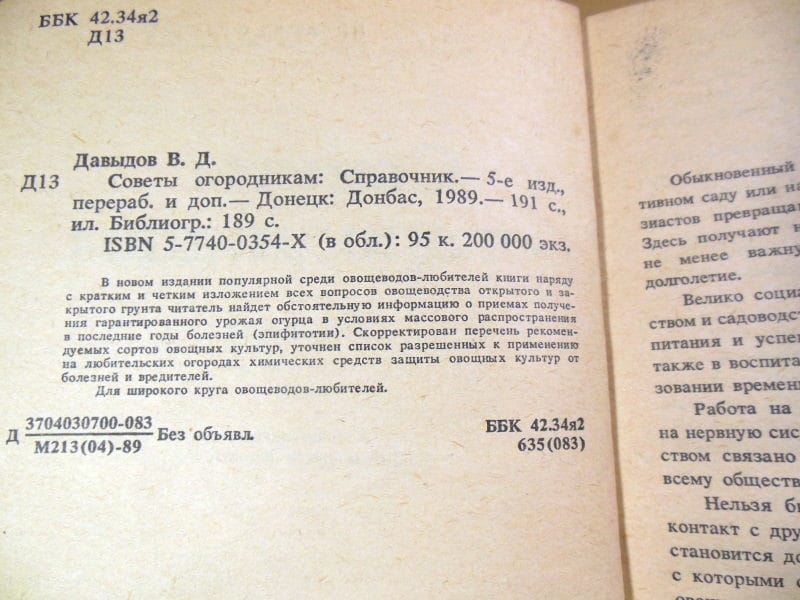 ББК 42.34я2
Д13
Давыдов В. Д.
Д13 Советы огородникам: Справочник.— 5-е изд.,
перераб. и доп.— Донецк: Донбас, 1989.— 191 с.,
ил. Библиогр.: 189 с.
ISBN 5-7740-0354-X (в обл.): 95 к. 200 000 экз.
В новом издании популярной среди овощеводов-любителей книги наряду
с кратким и четким изложением всех вопросов овощеводства открытого и за-
крытого грунта читатель найдет обстоятельную информацию о приемах получе-
ния гарантированного урожая огурца в условиях массового распространения
в последние годы болезней (эпифитотии). Скорректирован перечень рекомен-
дуемых сортов овощных культур, уточнен список разрешенных к применению
на любительских огородах химических средств защиты овощных культур от
болезней и вредителей.
Для широкого круга овощеводов-любителей.
Д 3704030700-083
М213(04)-89 Без объявл.
ББК 42.34я2
635(083)
Обыкновенный
тивном саду или на
зиастов превраща
Здесь получают н
не менее важну
долголетие.
Велико социа
ством и садоводст
питания и успеш
также в воспита
зовании времени
Работа на
на нервную сис
ством связано
всему обществ
Нельзя бы
контакт с дру
становится до
с которыми с